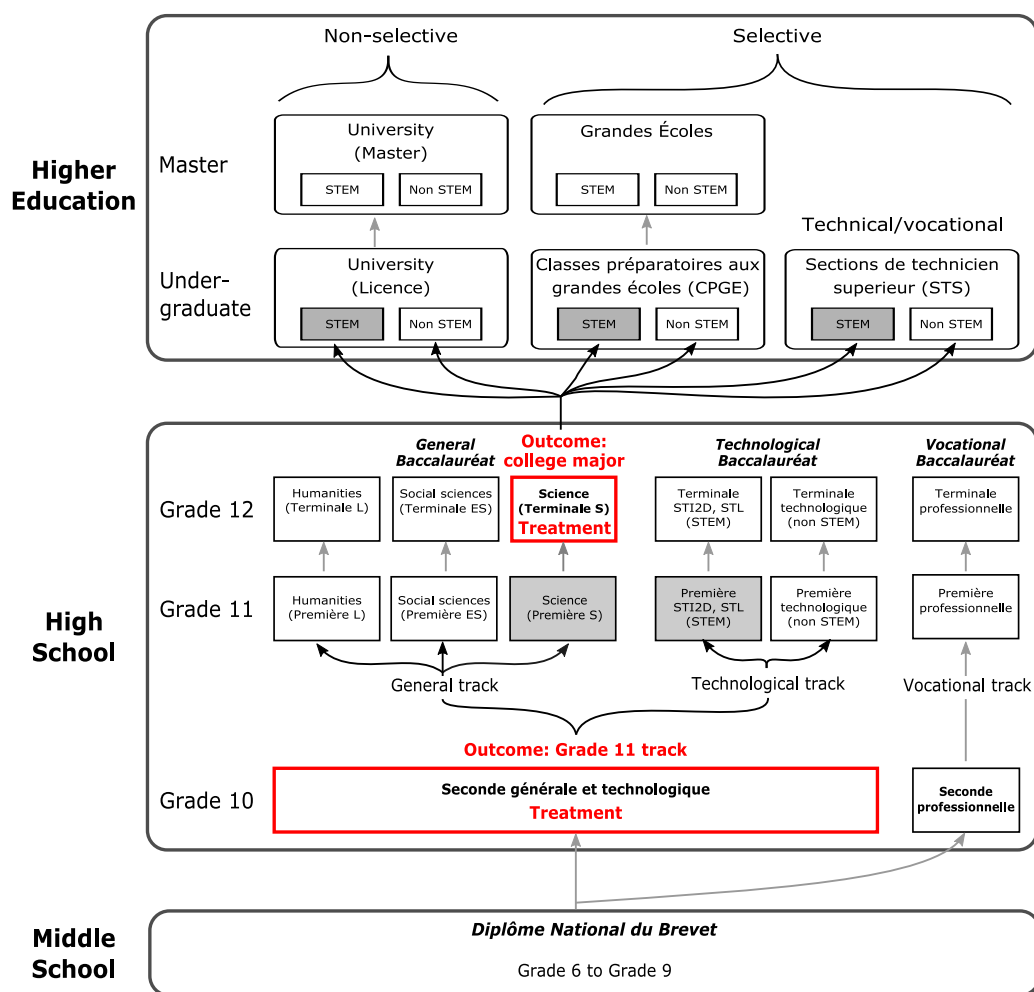 Non-selective
Selective
Higher
Education
Master
University
(Master)
STEM
Non STEM
Grandes Écoles
STEM
Non STEM
Technical/vocational
Under-
graduate
University
(Licence)
STEM
Non STEM
Classes préparatoires aux
grandes écoles (CPGE)
STEM
Non STEM
Sections de technicien
superieur (STS)
STEM
Non STEM
High
School
General
Baccalauréat
Outcome:
college major
Technological
Baccalauréat
Vocational
Baccalauréat
Grade 12
Humanities
(Terminale L)
Social sciences
(Terminale ES)
Science
(Terminale S)
Treatment
Terminale
STI2D, STL
(STEM)
Terminale
technologique
(non STEM)
Terminale
professionnelle
Grade 11
Humanities
(Première L)
Social sciences
(Première ES)
Science
(Première S)
Première
STI2D, STL
(STEM)
Première
technologique
(non STEM)
Première
professionnelle
General track
Technological track
Vocational track
Outcome: Grade 11 track
Grade 10
Seconde générale et technologique
Treatment
Seconde
professionnelle
Middle
School
Diplôme National du Brevet
Grade 6 to Grade 9